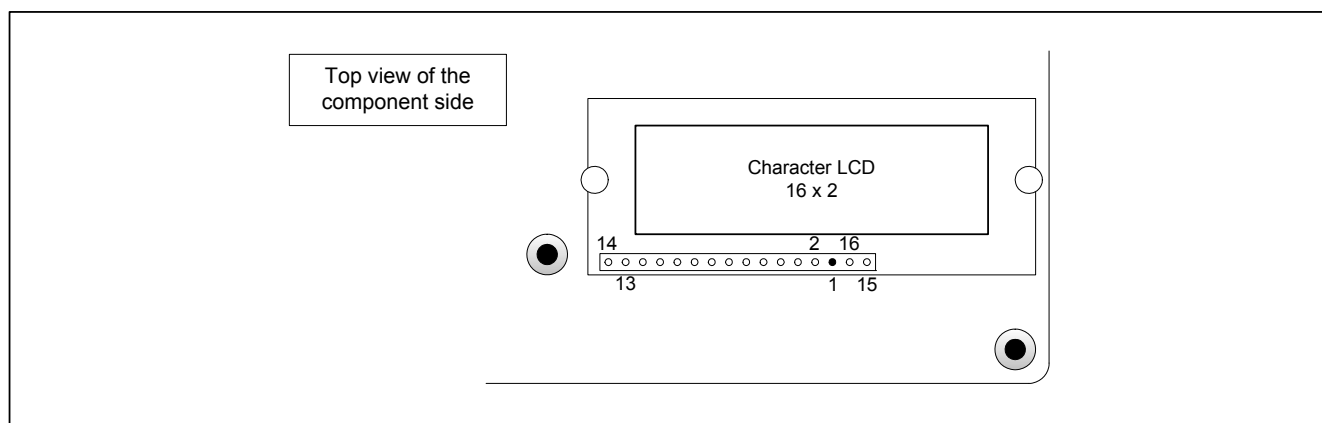 Top view of the
component side
Character LCD
16 x 2
14 2 16
13 1 15